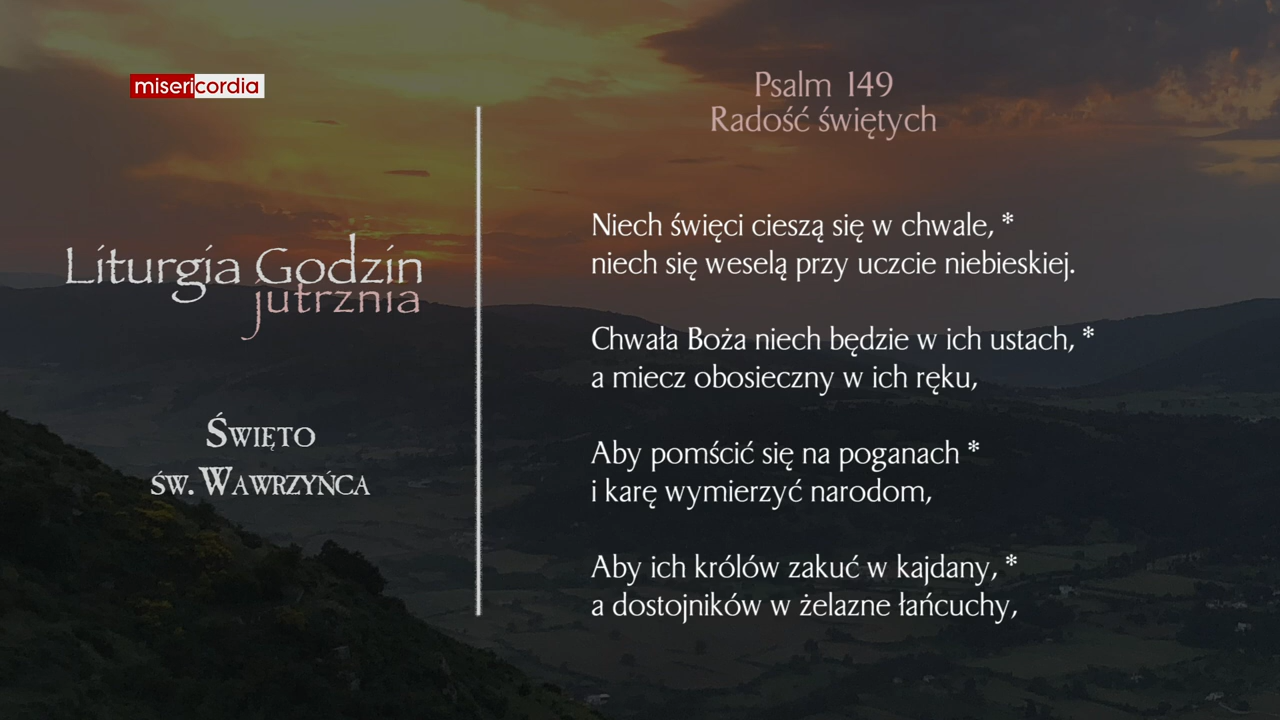 misericordia
Liturgia Godzin
jutrznia
Święto
św. Wawrzyńca
Psalm 149
Radość świętych
Niech święci cieszą się w chwale, *
niech się weselą przy uczcie niebieskiej.
Chwała Boża niech będzie w ich ustach, *
a miecz obosieczny w ich ręku,
Aby pomścić się na poganach *
i karę wymierzyć narodom,
Aby ich królów zakuć w kajdany, *
a dostojników w żelazne łańcuchy,